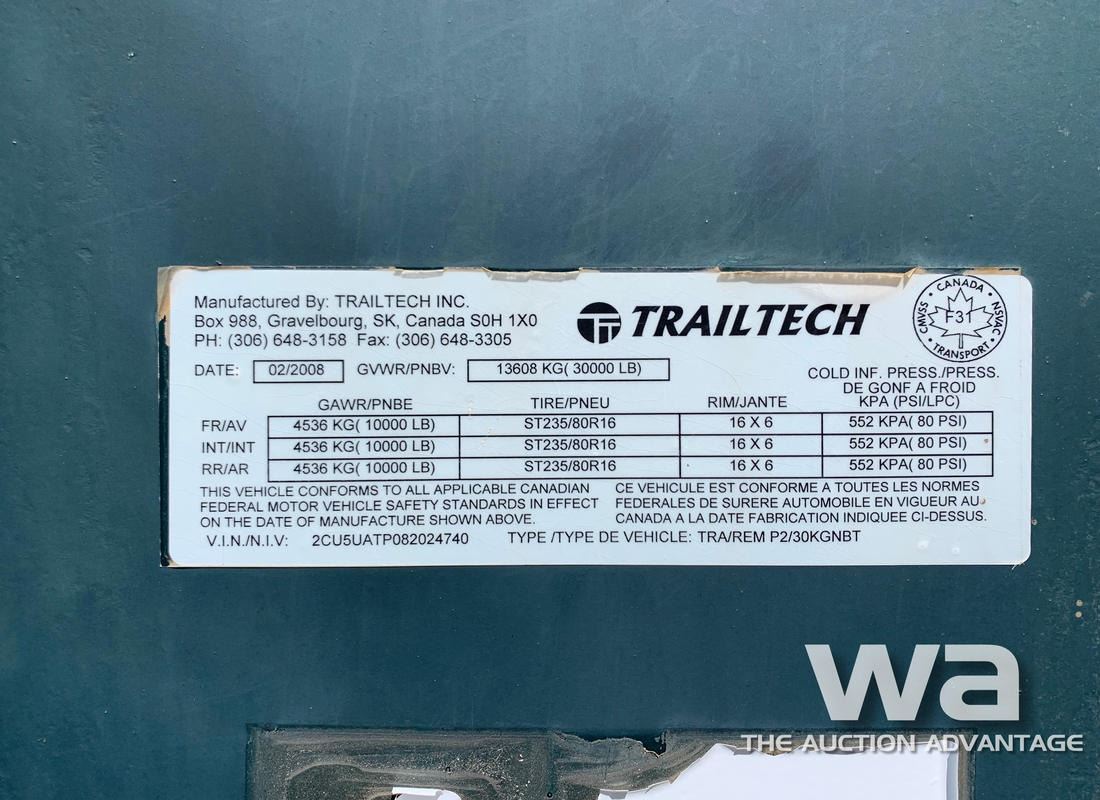 Manufactured By: TRAILTECH INC.
Box 988, Gravelbourg, SK, Canada S0H 1X0
PH: (306) 648-3158 Fax: (306) 648-3305
TRAILTECH
CANADA
CMVSS F31 NSVAC
TRANSPORT
DATE: 02/2008 GVWR/PNBV: 13608 KG( 30000 LB)
COLD INF. PRESS./PRESS.
DE GONF A FROID
KPA (PSI/LPC)
GAWR/PNBE TIRE/PNEU RIM/JANTE
FR/AV 4536 KG( 10000 LB) ST235/80R16 16 X 6 552 KPA( 80 PSI)
INT/INT 4536 KG( 10000 LB) ST235/80R16 16 X 6 552 KPA( 80 PSI)
RR/AR 4536 KG( 10000 LB) ST235/80R16 16 X 6 552 KPA( 80 PSI)
THIS VEHICLE CONFORMS TO ALL APPLICABLE CANADIAN
FEDERAL MOTOR VEHICLE SAFETY STANDARDS IN EFFECT
ON THE DATE OF MANUFACTURE SHOWN ABOVE.
CE VEHICULE EST CONFORME A TOUTES LES NORMES
FEDERALES DE SURERE AUTOMOBILE EN VIGUEUR AU
CANADA A LA DATE FABRICATION INDIQUEE CI-DESSUS.
V.I.N./N.I.V: 2CU5UATP082024740 TYPE /TYPE DE VEHICLE: TRA/REM P2/30KGNBT
wa
THE AUCTION ADVANTAGE